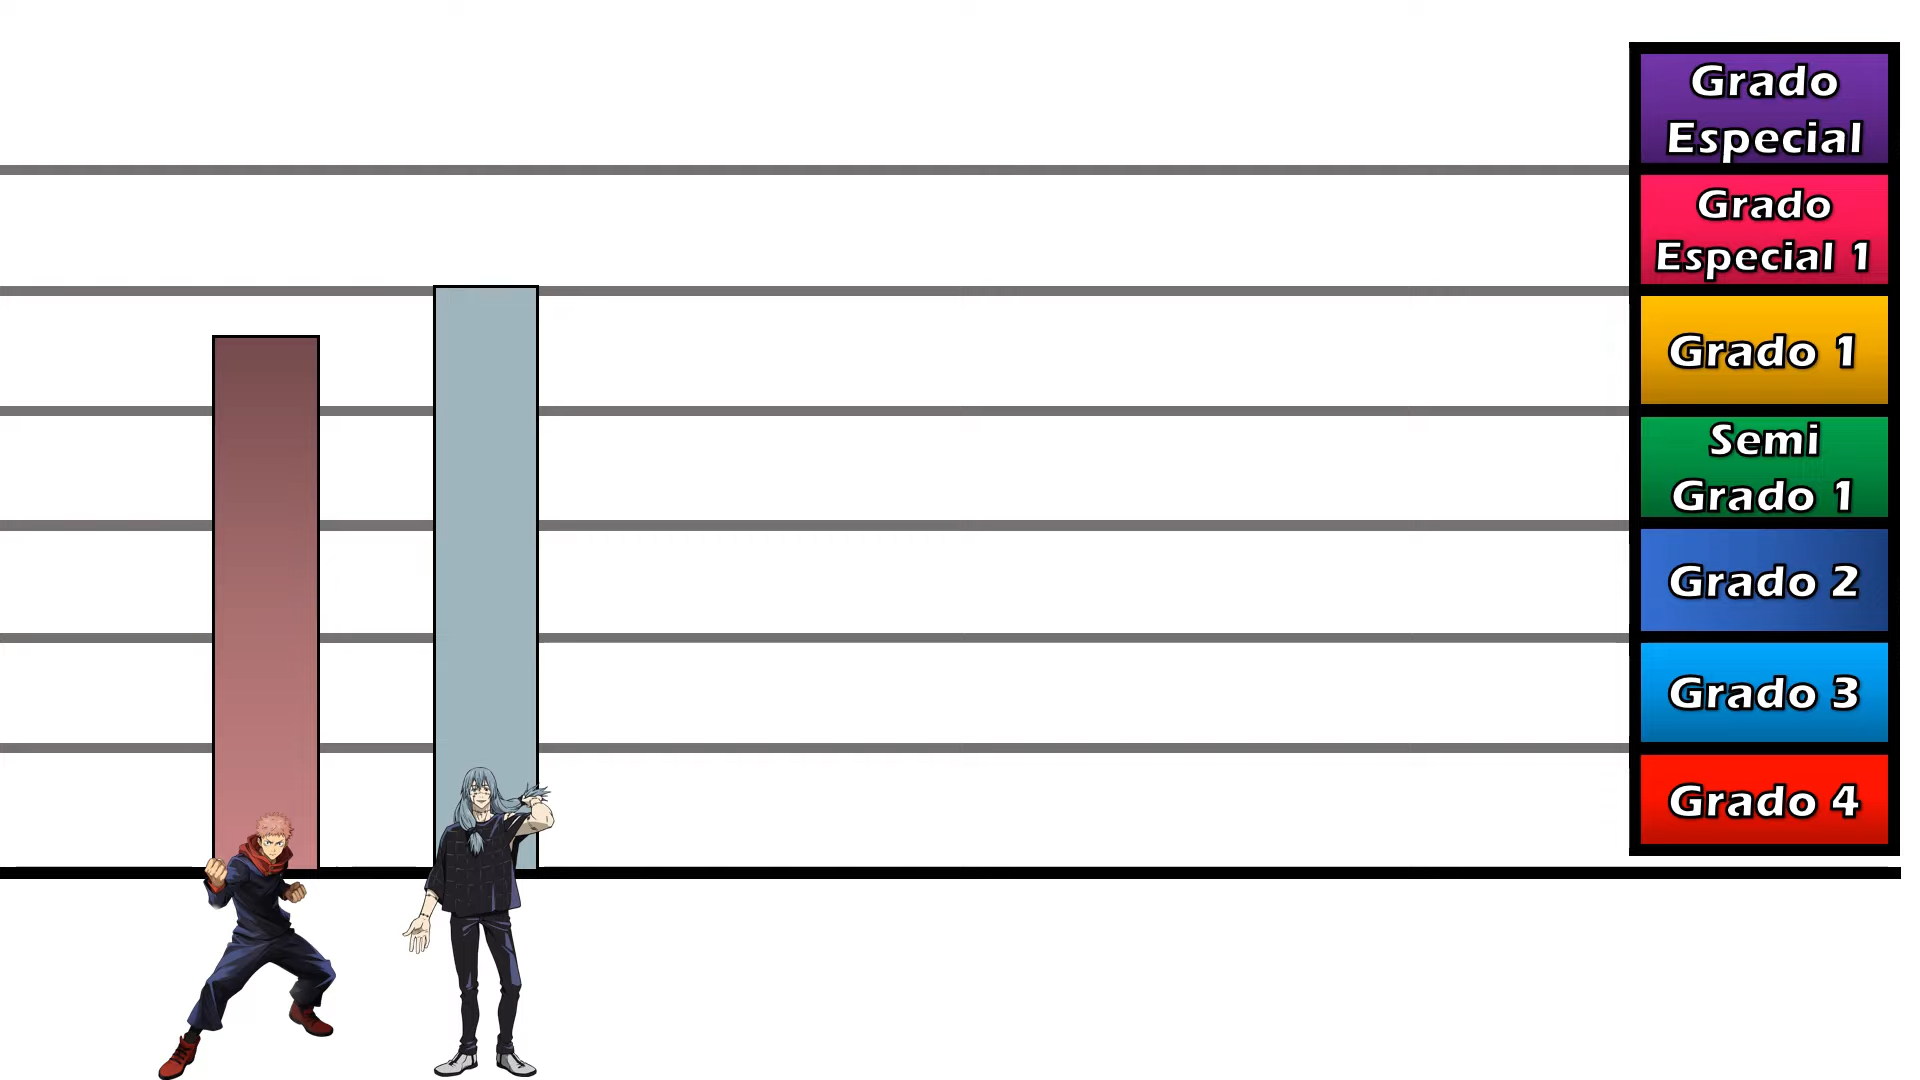 Grado
Especial
Grado
Especial 1
Grado 1
Semi
Grado 1
Grado 2
Grado 3
Grado 4